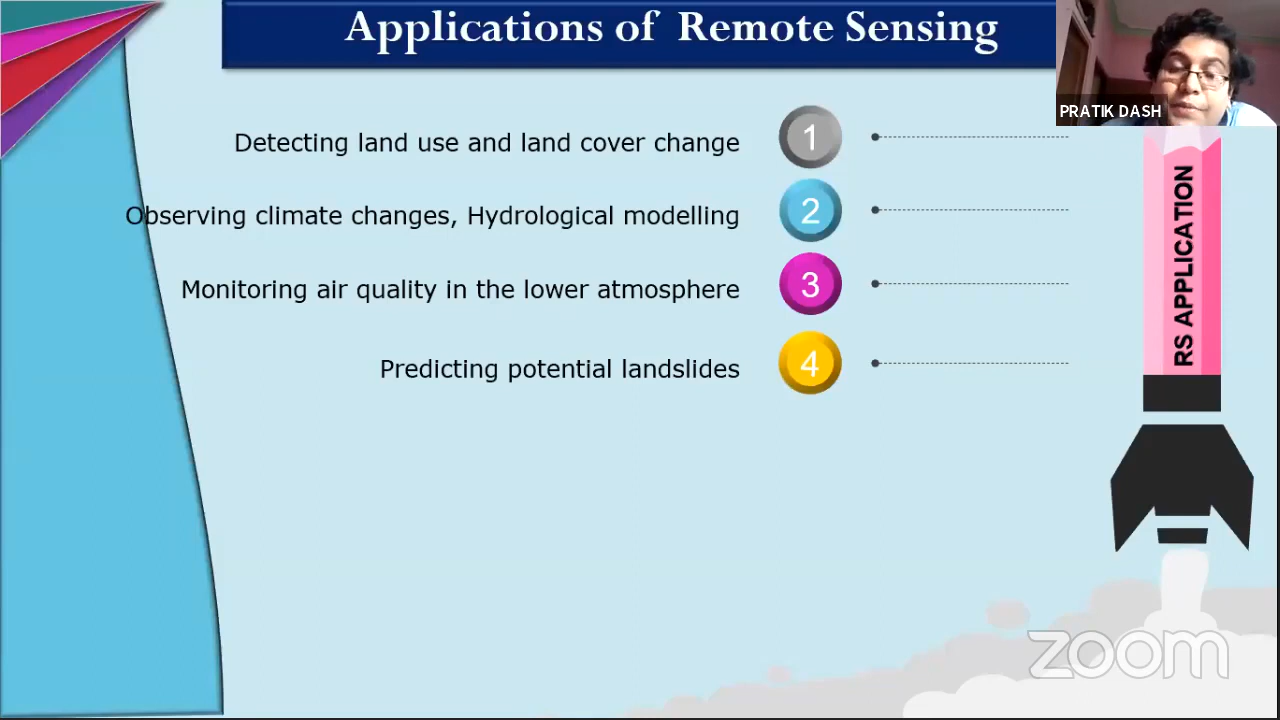 Applications of Remote Sensing
PRATIK DASH
Detecting land use and land cover change
1
Observing climate changes, Hydrological modelling
2
Monitoring air quality in the lower atmosphere
3
Predicting potential landslides
4
RS APPLICATION
zoom